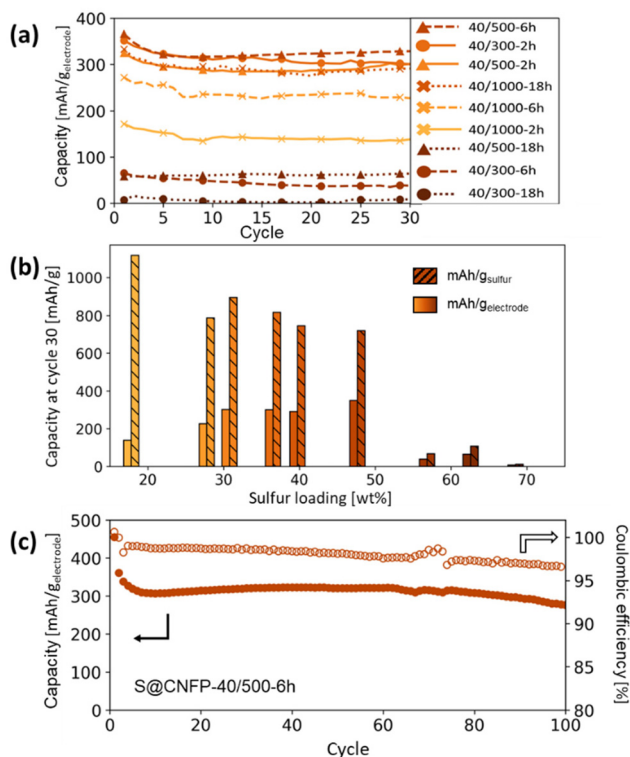 (a)
Capacity [mAh/gelectrode]
400
300
200
100
0
0 5 10 15 20 25 30
Cycle
40/500-6h
40/300-2h
40/500-2h
40/1000-18h
40/1000-6h
40/1000-2h
40/500-18h
40/300-6h
40/300-18h
(b)
Capacity at cycle 30 [mAh/g]
1000
800
600
400
200
0
20 30 40 50 60 70
Sulfur loading [wt%]
mAh/gsulfur
mAh/gelectrode
(c)
Capacity [mAh/gelectrode]
500
400
300
200
100
0
0 20 40 60 80 100
Cycle
S@CNFP-40/500-6h
100
95
92
90
85
80
Coulombic efficiency
[%]